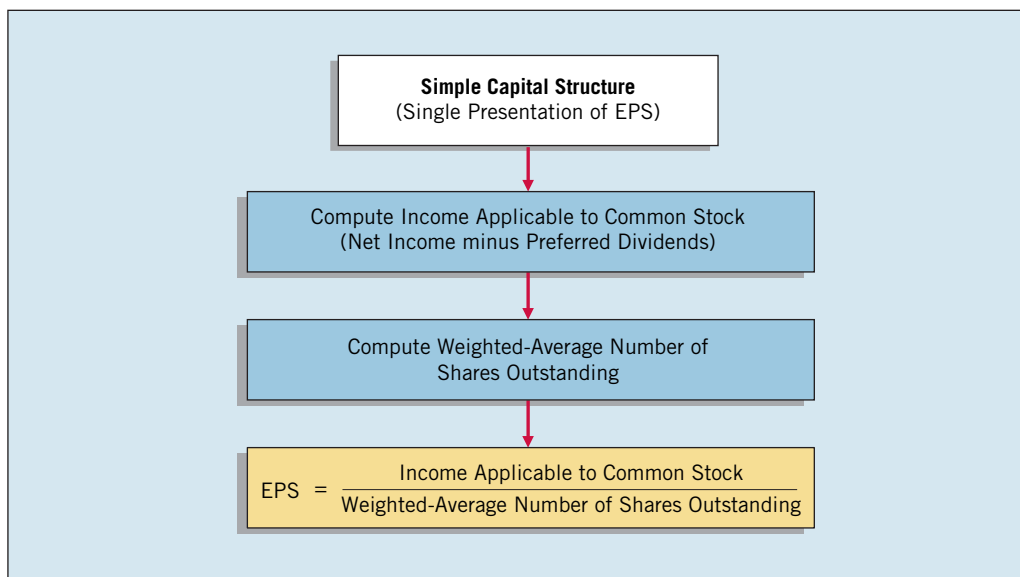 Simple Capital Structure
(Single Presentation of EPS)
Compute Income Applicable to Common Stock
(Net Income minus Preferred Dividends)
Compute Weighted-Average Number of
Shares Outstanding
EPS = Income Applicable to Common Stock
Weighted-Average Number of Shares Outstanding